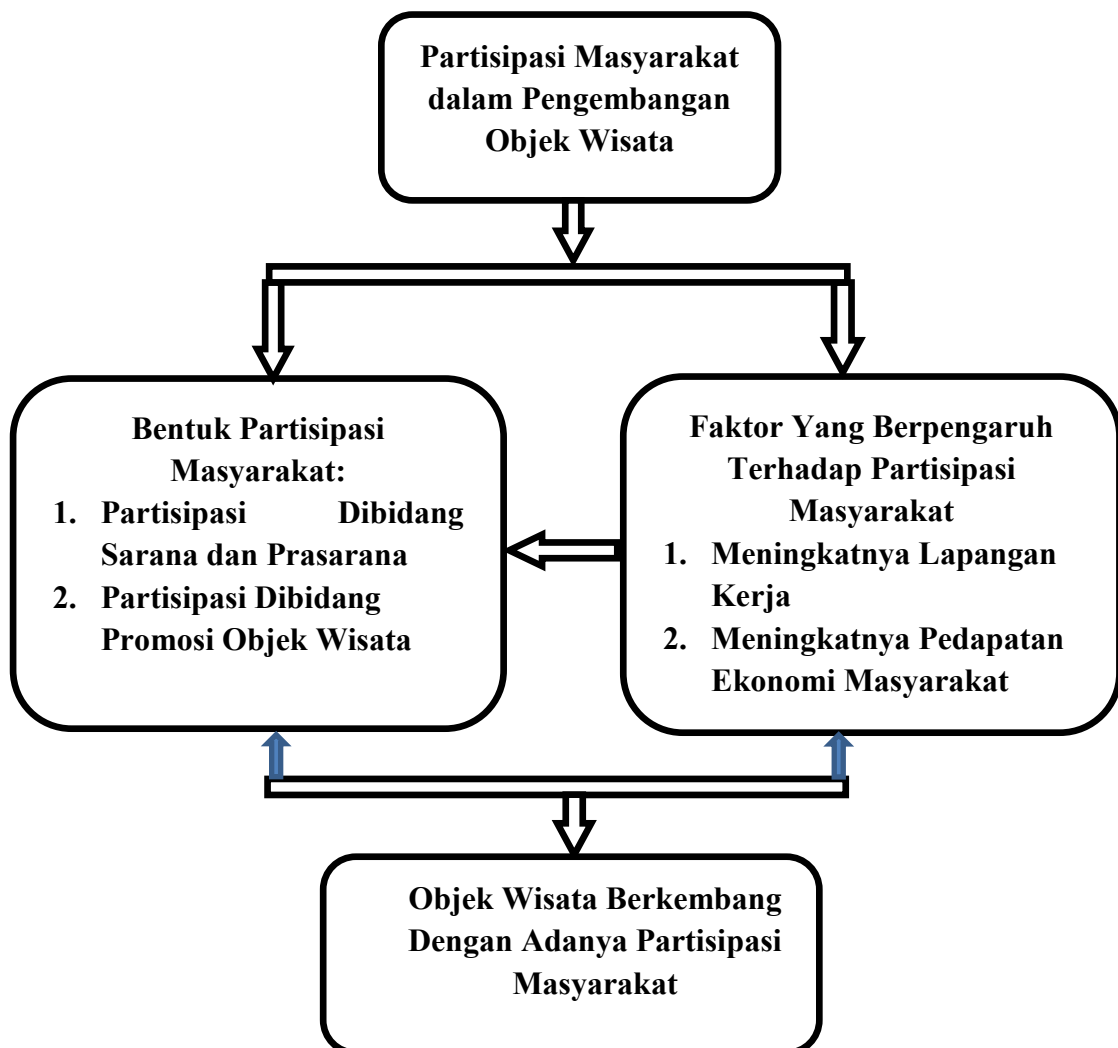 Partisipasi Masyarakat
dalam Pengembangan
Objek Wisata
Bentuk Partisipasi
Masyarakat:
1. Partisipasi Dibidang
Sarana dan Prasarana
2. Partisipasi Dibidang
Promosi Objek Wisata
Faktor Yang Berpengaruh
Terhadap Partisipasi
Masyarakat
1. Meningkatnya Lapangan
Kerja
2. Meningkatnya Pedapatan
Ekonomi Masyarakat
Objek Wisata Berkembang
Dengan Adanya Partisipasi
Masyarakat